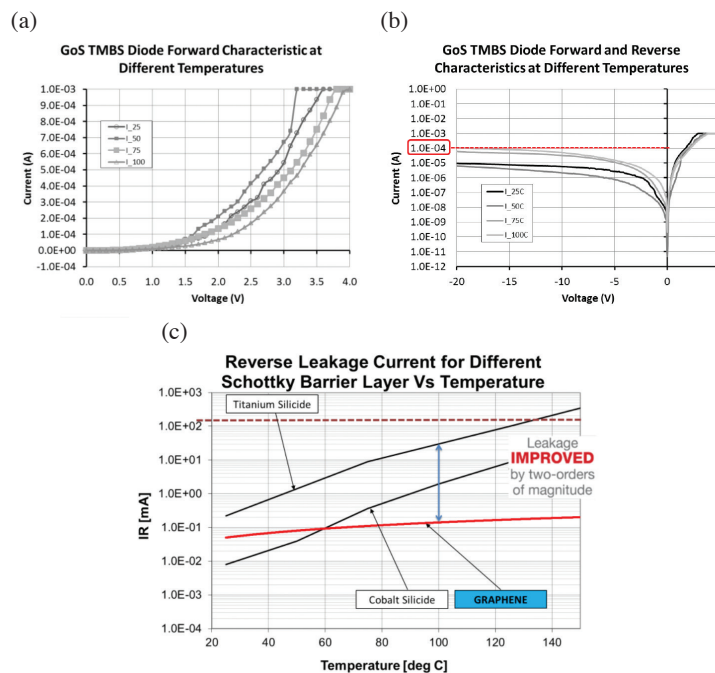 (a)
GoS TMBS Diode Forward Characteristic at
Different Temperatures
1.0E-03
9.0E-04
8.0E-04
7.0E-04
6.0E-04
5.0E-04
4.0E-04
3.0E-04
2.0E-04
1.0E-04
0.0E+00
-1.0E-04
Current (A)
I_25
I_50
I_75
I_100
0.0 0.5 1.0 1.5 2.0 2.5 3.0 3.5 4.0
Voltage (V)
(b)
GoS TMBS Diode Forward and Reverse
Characteristics at Different Temperatures
1.0E+00
1.0E-01
1.0E-02
1.0E-03
1.0E-04
1.0E-05
1.0E-06
1.0E-07
1.0E-08
1.0E-09
1.0E-10
1.0E-11
1.0E-12
Current (A)
I_25C
I_50C
I_75C
I_100C
-20 -15 -10 -5 0
Voltage (V)
(c)
Reverse Leakage Current for Different
Schottky Barrier Layer Vs Temperature
1.0E+03
1.0E+02
1.0E+01
1.0E+00
1.0E-01
1.0E-02
1.0E-03
1.0E-04
IR [mA]
Titanium Silicide
Leakage
IMPROVED
by two-orders
of magnitude
Cobalt Silicide
GRAPHENE
20 40 60 80 100 120 140
Temperature [deg C]